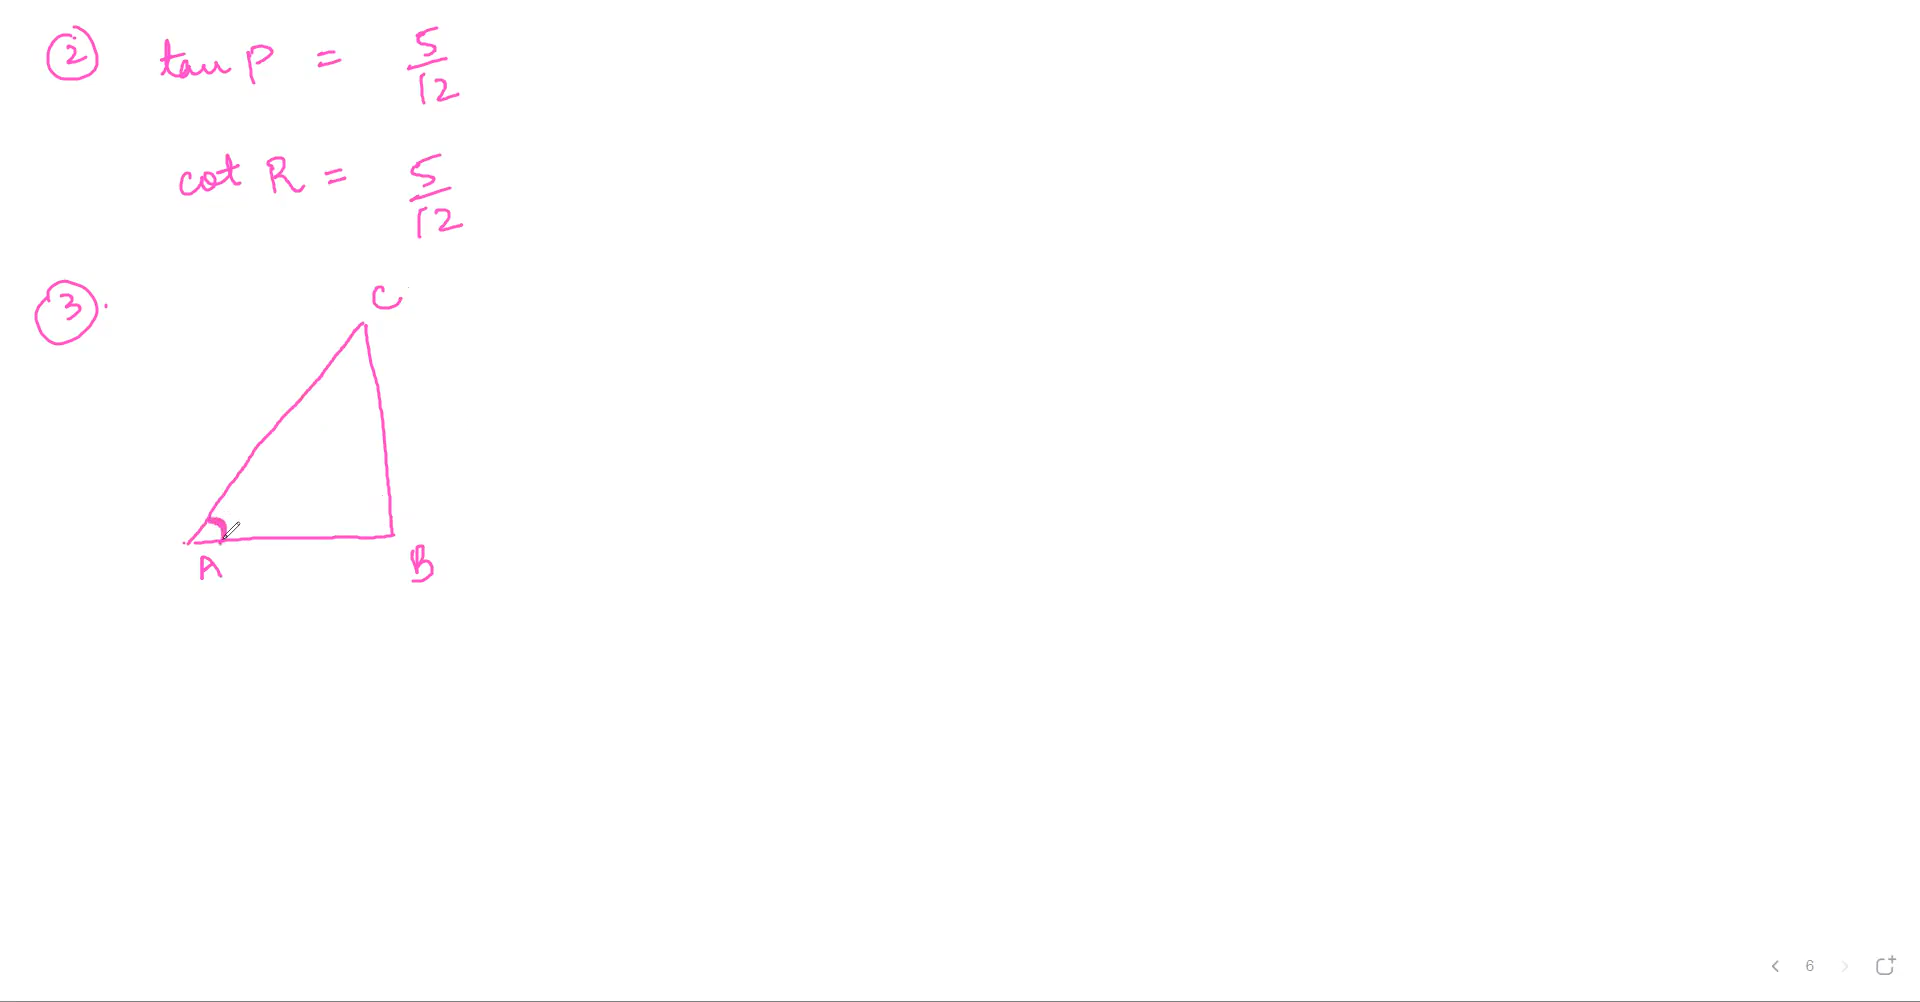 ② tan P = 5/12
cot R = 5/12
③.
C
A
B
6